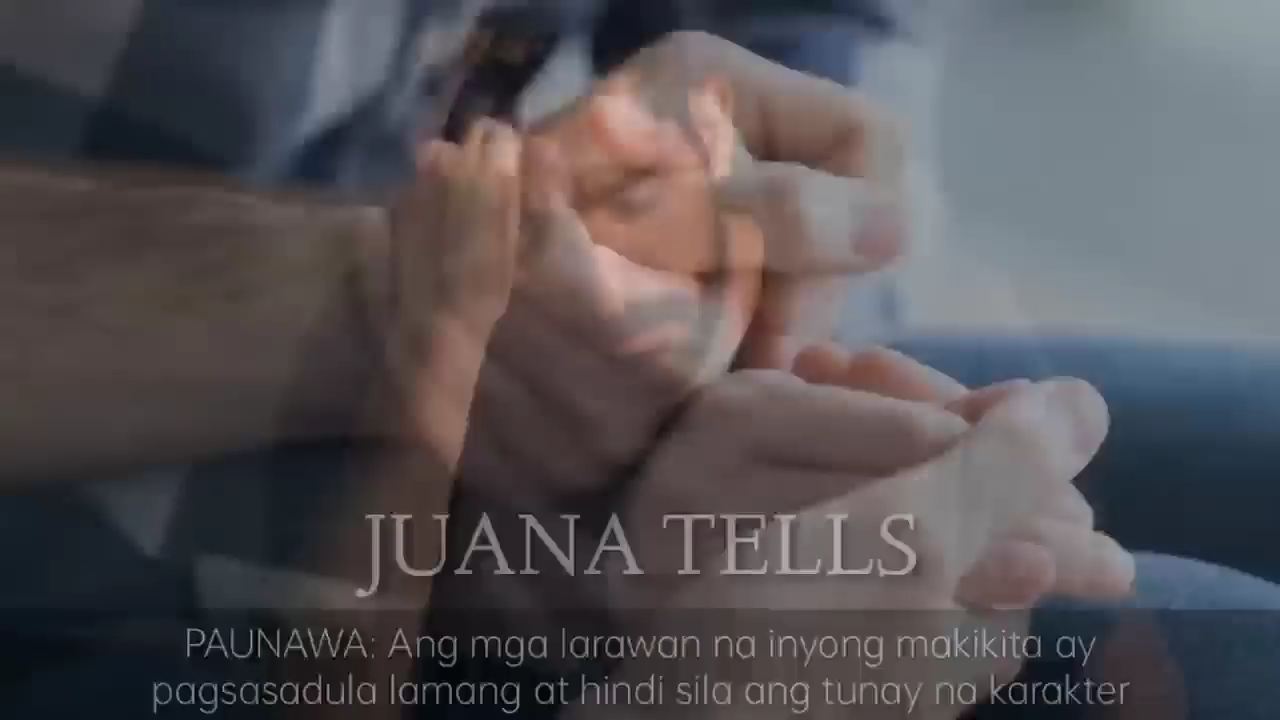 JUANA TELLS
PAUNAWA: Ang mga larawan na inyong makikita ay
pagsasadula lamang at hindi sila ang tunay na karakter